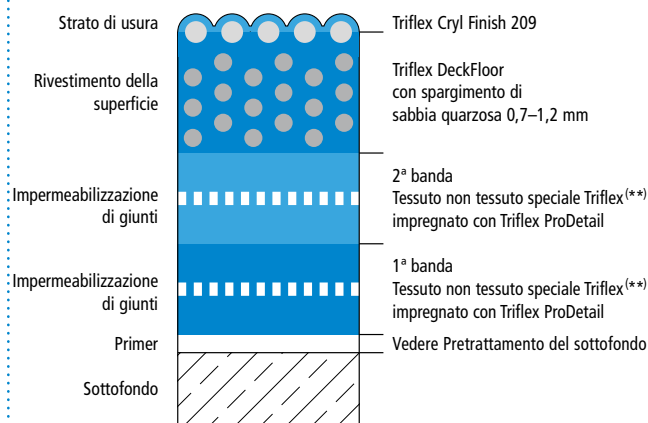 Strato di usura
Triflex Cryl Finish 209
Rivestimento della
superficie
Triflex DeckFloor
con spargimento di
sabbia quarzosa 0,7–1,2 mm
Impermeabilizzazione
di giunti
2ª banda
Tessuto non tessuto speciale Triflex(**)
impregnato con Triflex ProDetail
Impermeabilizzazione
di giunti
1ª banda
Tessuto non tessuto speciale Triflex(**)
impregnato con Triflex ProDetail
Primer
Vedere Pretrattamento del sottofondo
Sottofondo